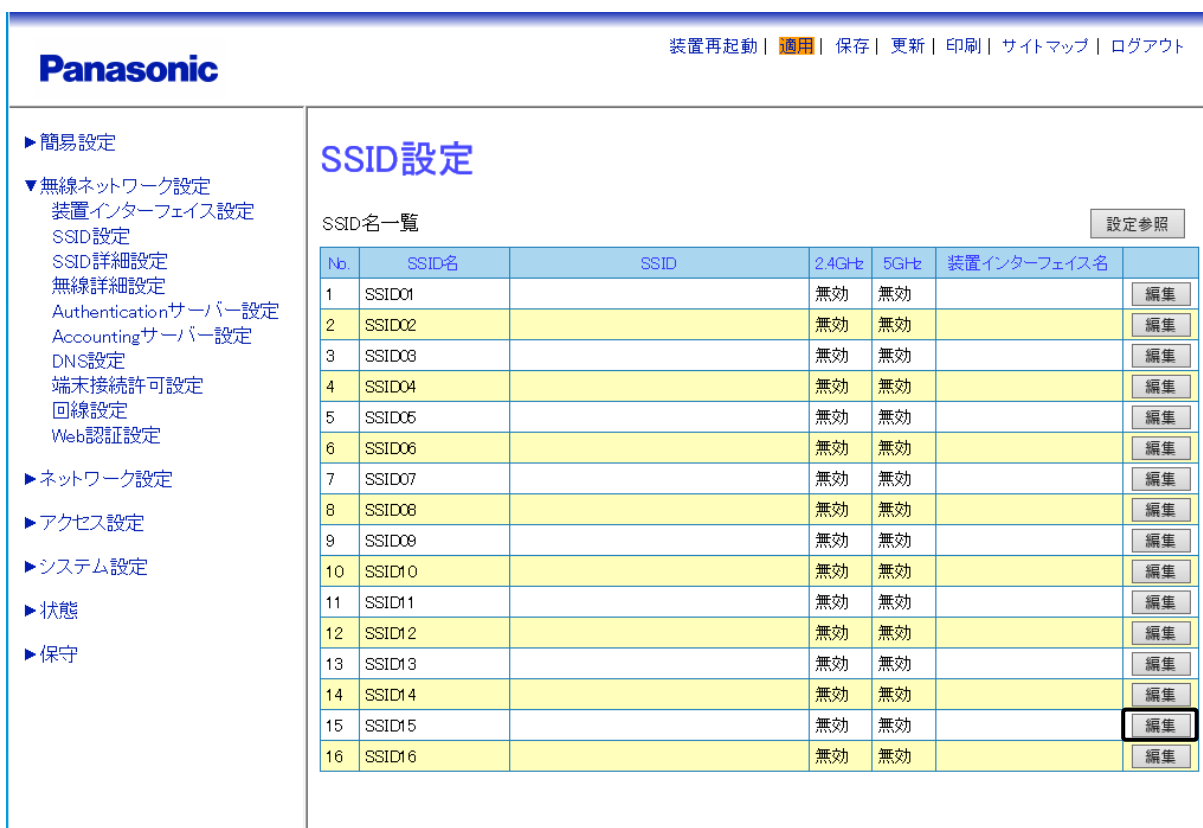 Panasonic
装置再起動 | 適用 | 保存 | 更新 | 印刷 | サイトマップ | ログアウト
▶簡易設定
▼無線ネットワーク設定
装置インターフェイス設定
SSID設定
SSID詳細設定
無線詳細設定
Authenticationサーバー設定
Accountingサーバー設定
DNS設定
端末接続許可設定
回線設定
Web認証設定
▶ネットワーク設定
▶アクセス設定
▶システム設定
▶状態
▶保守
SSID設定
SSID名一覧 設定参照
No. SSID名 SSID 2.4GHz 5GHz 装置インターフェイス名
1 SSID01 無効 無効 編集
2 SSID02 無効 無効 編集
3 SSID03 無効 無効 編集
4 SSID04 無効 無効 編集
5 SSID05 無効 無効 編集
6 SSID06 無効 無効 編集
7 SSID07 無効 無効 編集
8 SSID08 無効 無効 編集
9 SSID09 無効 無効 編集
10 SSID10 無効 無効 編集
11 SSID11 無効 無効 編集
12 SSID12 無効 無効 編集
13 SSID13 無効 無効 編集
14 SSID14 無効 無効 編集
15 SSID15 無効 無効 編集
16 SSID16 無効 無効 編集